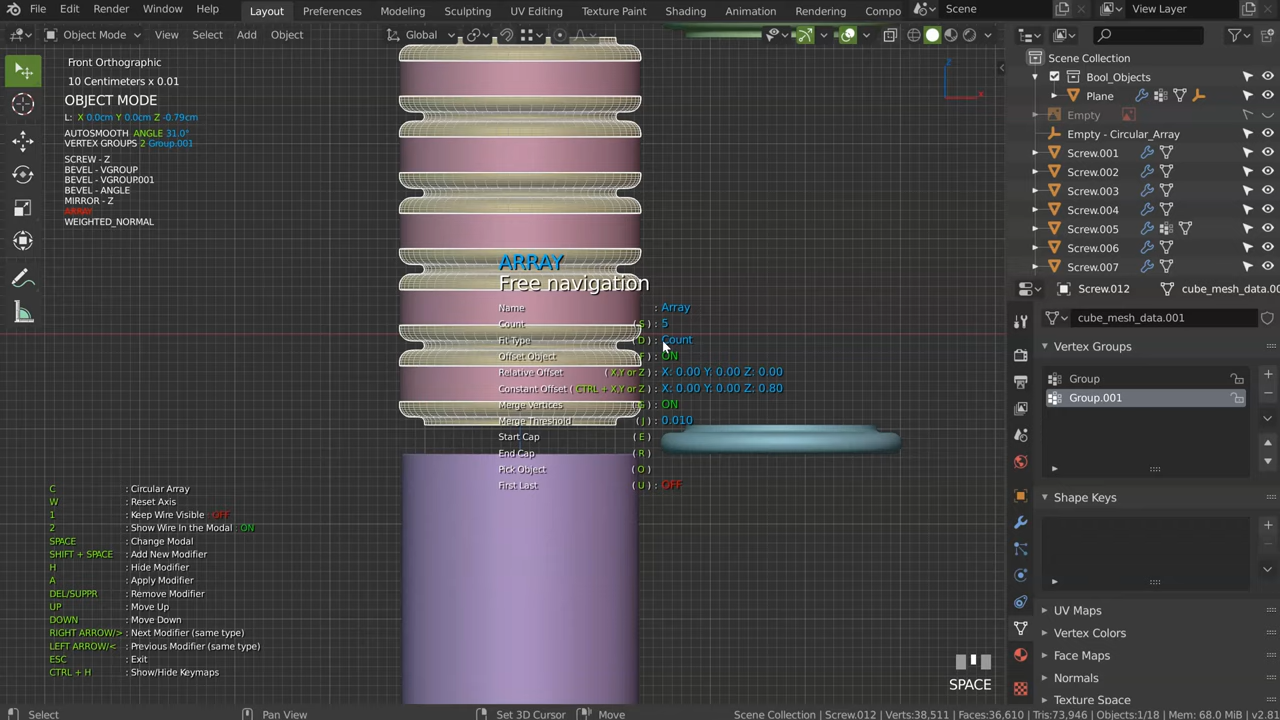 File Edit Render Window Help
Layout Preferences Modeling Sculpting UV Editing Texture Paint Shading Animation Rendering Compo
Scene
View Layer
Object Mode View Select Add Object
Global
Front Orthographic
10 Centimeters x 0.01
OBJECT MODE
L: X 0.0cm Y 0.0cm Z -0.79cm
AUTOSMOOTH ANGLE 31.0°
VERTEX GROUPS 2 Group.001
SCREW - Z
BEVEL - VGROUP
BEVEL - VGROUP001
BEVEL - ANGLE
MIRROR - Z
ARRAY
WEIGHTED_NORMAL
ARRAY
Free navigation
Name : Array
Count ( S ) : 5
Fit Type ( D ) : Count
Offset Object ( F ) : ON
Relative Offset ( X,Y or Z ) : X: 0.00 Y: 0.00 Z: 0.00
Constant Offset ( CTRL + X,Y or Z ) : X: 0.00 Y: 0.00 Z: 0.80
Merge Vertices : ON
Merge Threshold ( J ) : 0.010
Start Cap ( E )
End Cap ( R )
Pick Object ( O )
First Last ( U ) : OFF
C : Circular Array
W : Reset Axis
1 : Keep Wire Visible : OFF
2 : Show Wire In the Modal : ON
SPACE : Change Modal
SHIFT + SPACE : Add New Modifier
H : Hide Modifier
A : Apply Modifier
DEL/SUPPR : Remove Modifier
UP : Move Up
DOWN : Move Down
RIGHT ARROW/> : Next Modifier (same type)
LEFT ARROW/< : Previous Modifier (same type)
ESC : Exit
CTRL + H : Show/Hide Keymaps
SPACE
Scene Collection
Bool_Objects
Plane
Empty
Empty - Circular_Array
Screw.001
Screw.002
Screw.003
Screw.004
Screw.005
Screw.006
Screw.007
Screw.012 cube_mesh_data.00
cube_mesh_data.001
Vertex Groups
Group
Group.001
Shape Keys
UV Maps
Vertex Colors
Face Maps
Normals
Texture Space
Select Pan View Set 3D Cursor Move
Scene Collection | Screw.012 | Verts:38,511 | Faces:36,610 | Tris:73,946 | Objects:1/18 | Mem: 68.0 MiB | v2.8